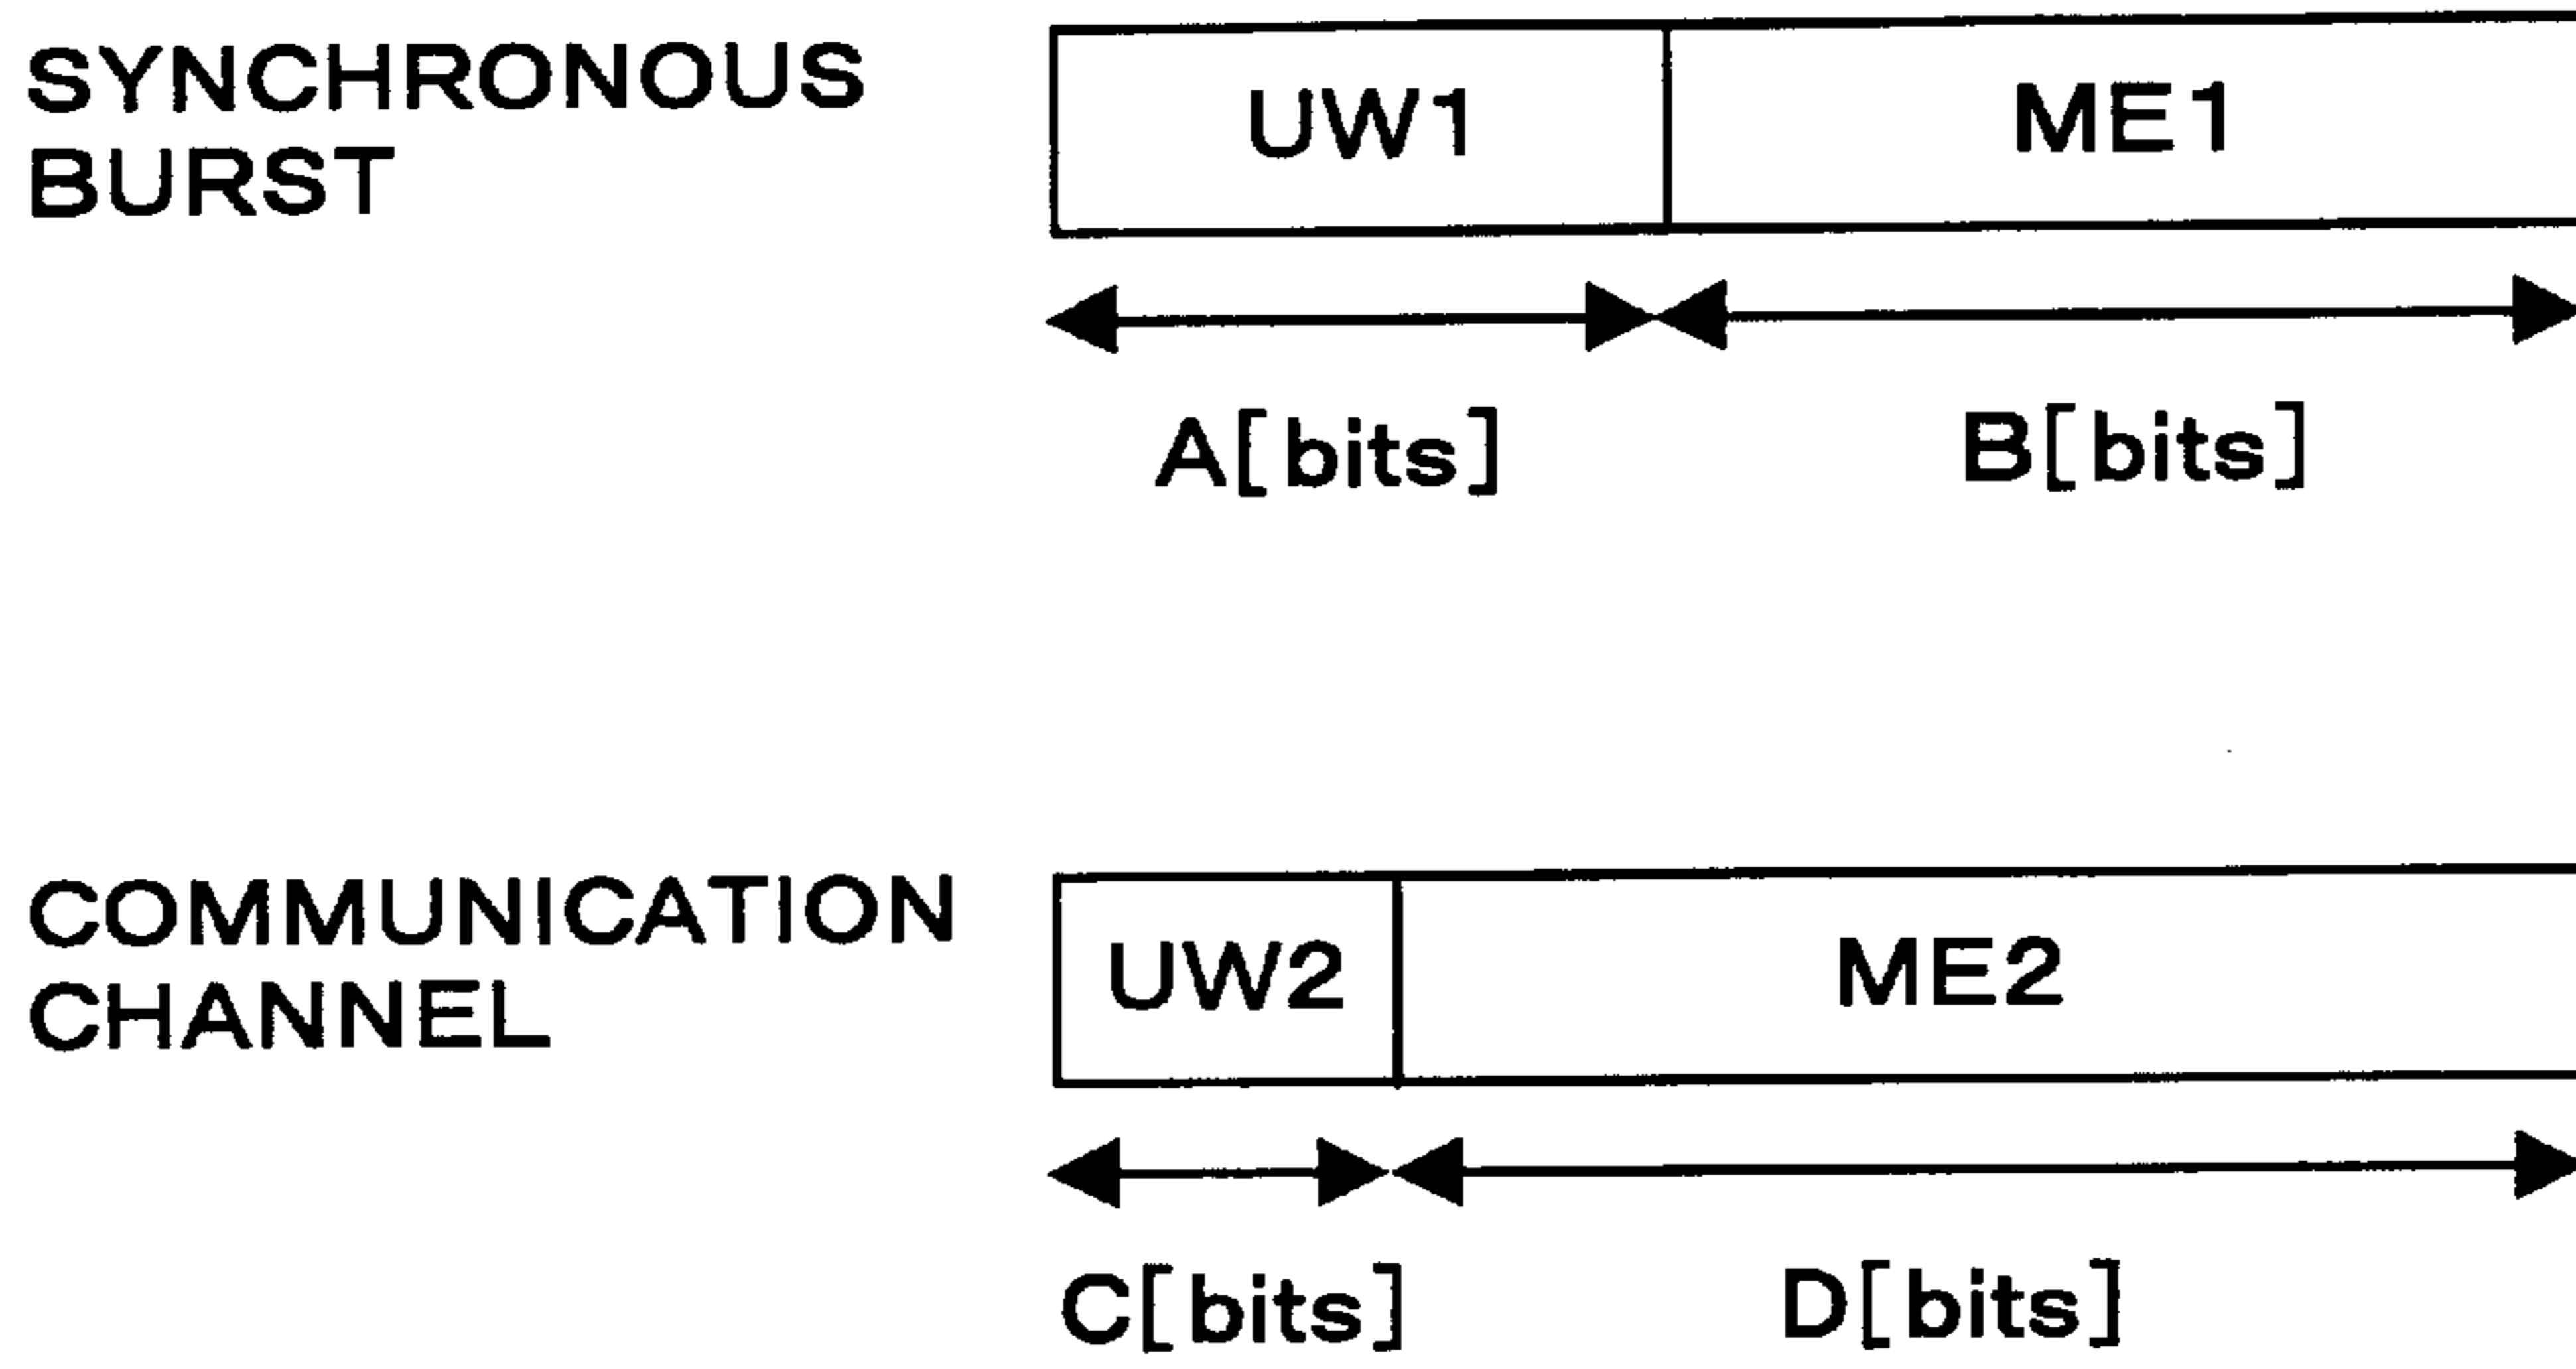 SYNCHRONOUS
BURST
UW1
ME1
A[bits]
B[bits]
COMMUNICATION
CHANNEL
UW2
ME2
C[bits]
D[bits]